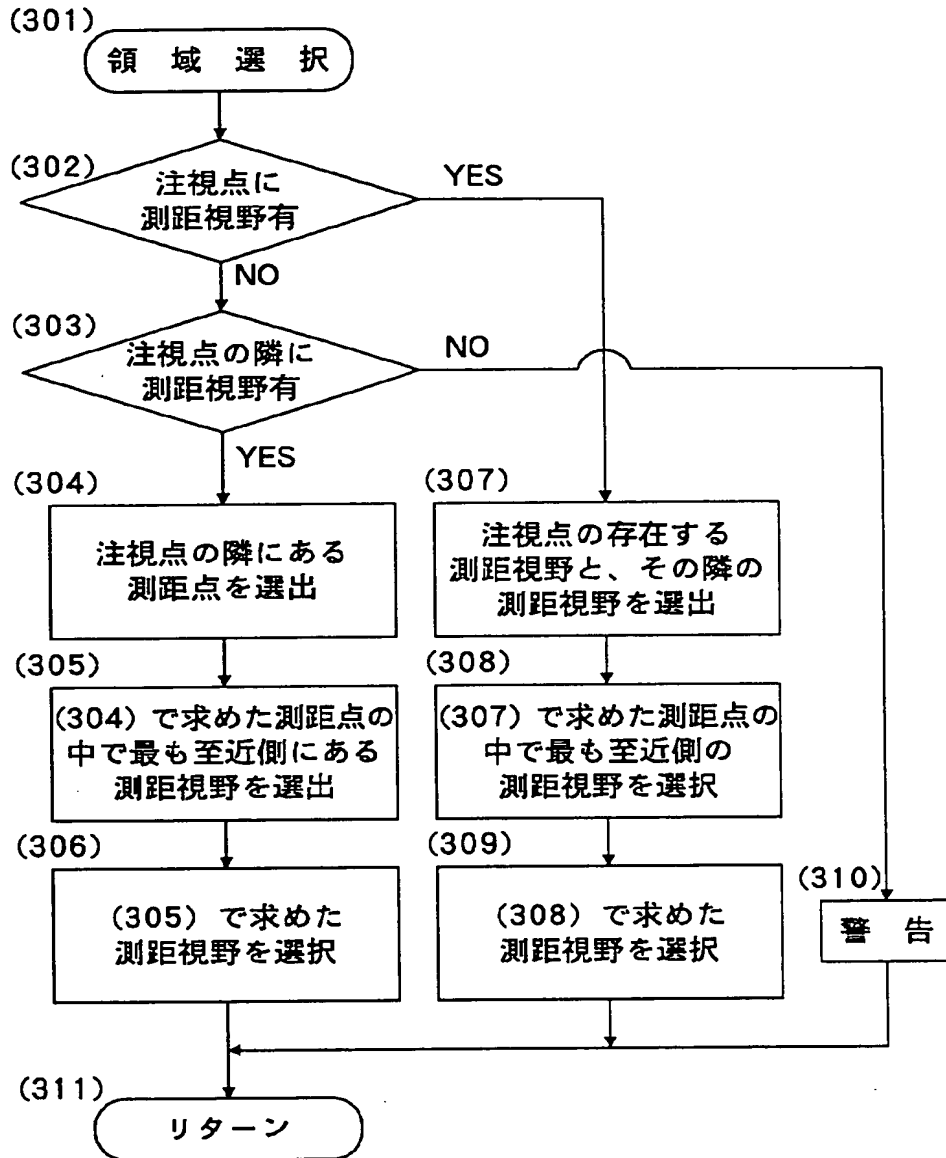 (301)
領域選択
(302)
注視点に
測距視野有
YES
NO
(303)
注視点の隣に
測距視野有
NO
YES
(304)
注視点の隣にある
測距点を選出
(305)
(304)で求めた測距点の
中で最も至近側にある
測距視野を選出
(306)
(305)で求めた
測距視野を選択
(307)
注視点の存在する
測距視野と、その隣の
測距視野を選出
(308)
(307)で求めた測距点の
中で最も至近側の
測距視野を選択
(309)
(308)で求めた
測距視野を選択
(310)
警告
(311)
リターン